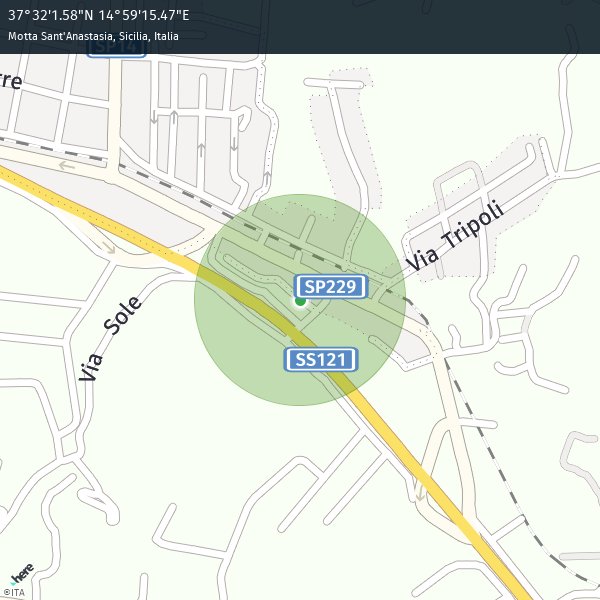 37°32'1.58"N 14°59'15.47"E
Motta Sant'Anastasia, Sicilia, Italia
SP14
rre
Via Tripoli
SP229
Via Sole
SS121
here
©ITA